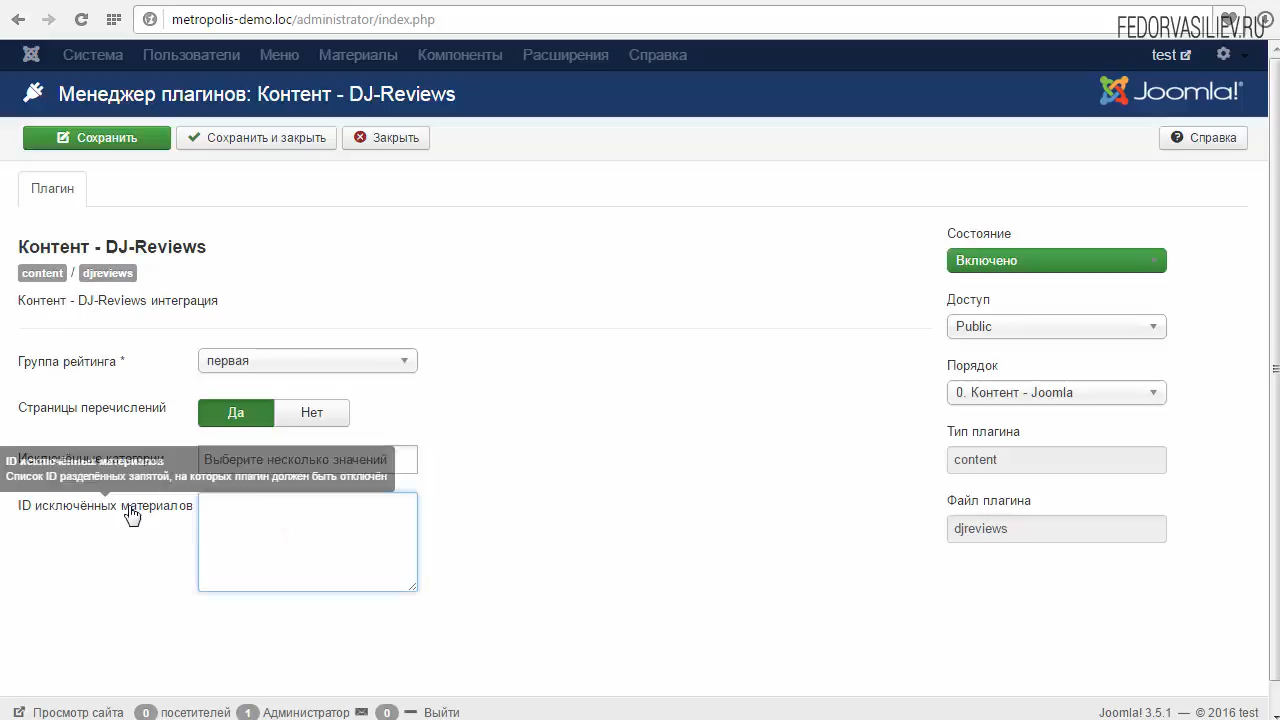 metropolis-demo.loc/administrator/index.php
FEDORVASILIEV.RU
Система Пользователи Меню Материалы Компоненты Расширения Справка test
Менеджер плагинов: Контент - DJ-Reviews Joomla!
Сохранить Сохранить и закрыть Закрыть Справка
Плагин
Контент - DJ-Reviews
content / djreviews
Контент - DJ-Reviews интеграция
Группа рейтинга * первая
Страницы перечислений Да Нет
Исключённые категории Выберите несколько значений
ID исключённых материалов
Список ID разделённых запятой, на которых плагин должен быть отключён
ID исключённых материалов
Состояние
Включено
Доступ
Public
Порядок
0. Контент - Joomla
Тип плагина
content
Файл плагина
djreviews
Просмотр сайта 0 посетителей 1 Администратор 0 Выйти Joomla! 3.5.1 — © 2016 test